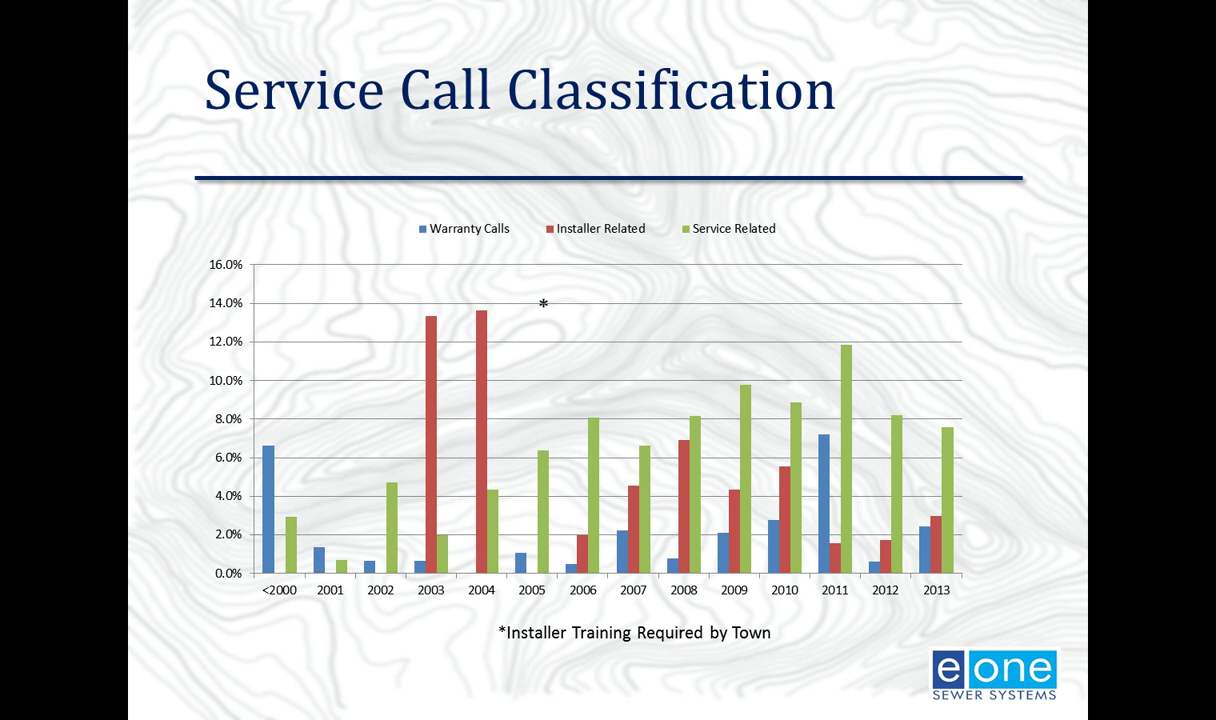 Service Call Classification
Warranty Calls Installer Related Service Related
16.0%
14.0%
*
12.0%
10.0%
8.0%
6.0%
4.0%
2.0%
0.0%
<2000 2001 2002 2003 2004 2005 2006 2007 2008 2009 2010 2011 2012 2013
*Installer Training Required by Town
e one
SEWER SYSTEMS